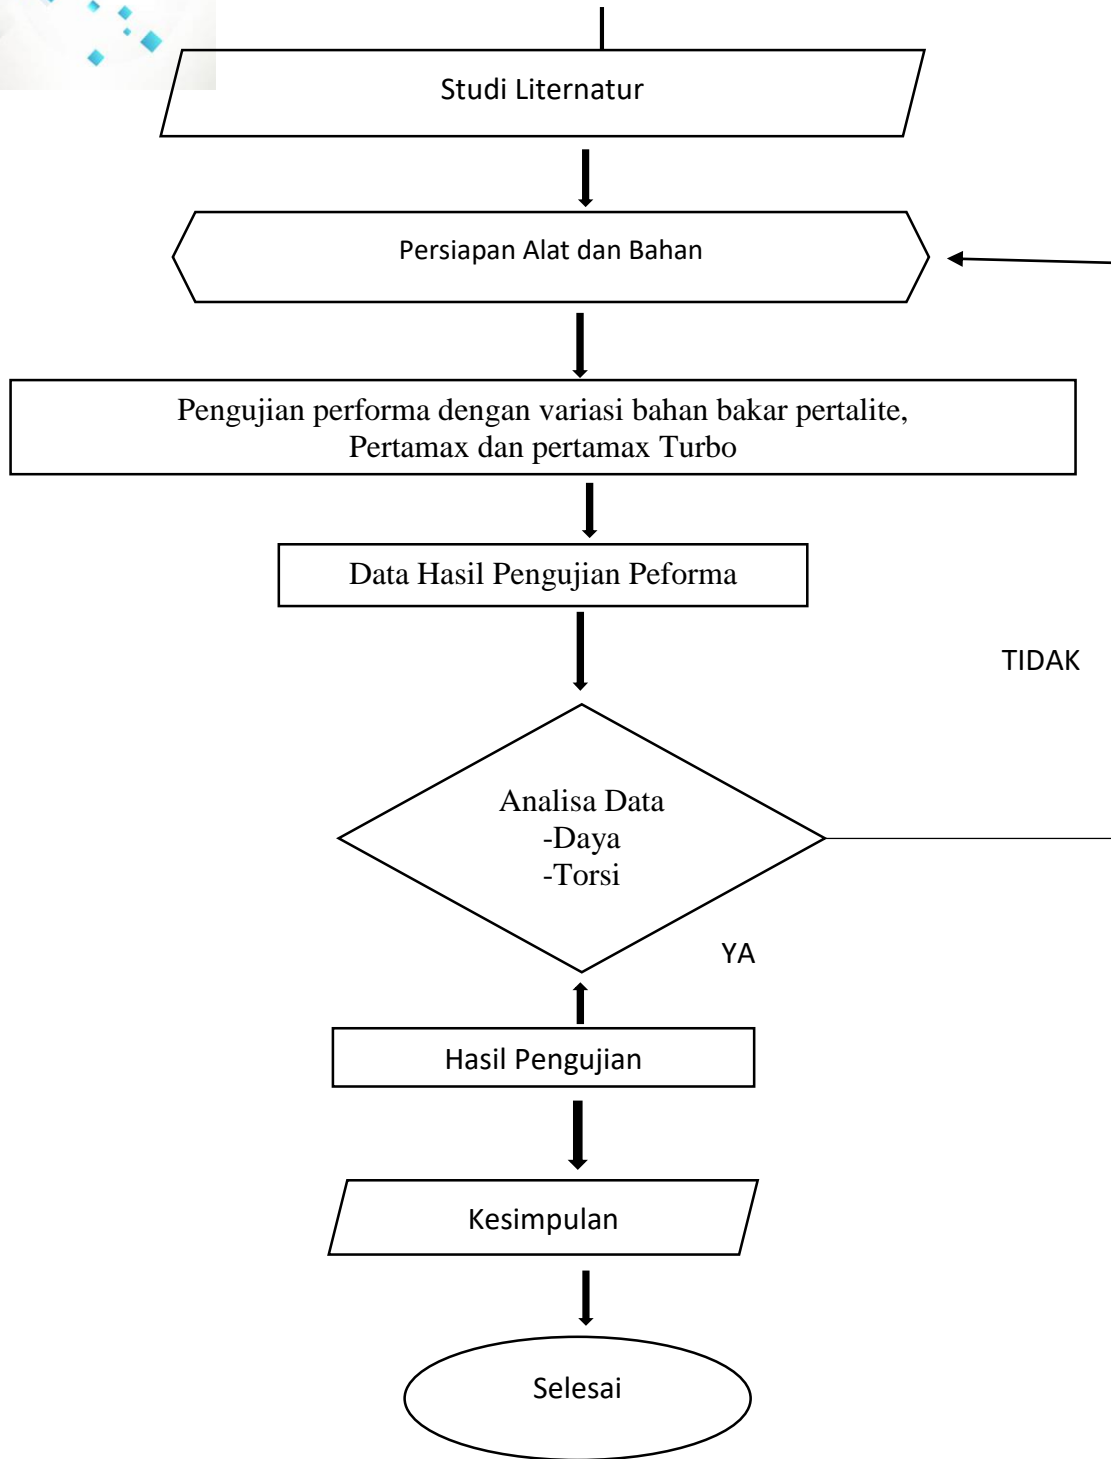 Studi Liternatur
Persiapan Alat dan Bahan
Pengujian performa dengan variasi bahan bakar pertalite,
Pertamax dan pertamax Turbo
Data Hasil Pengujian Peforma
TIDAK
Analisa Data
-Daya
-Torsi
YA
Hasil Pengujian
Kesimpulan
Selesai